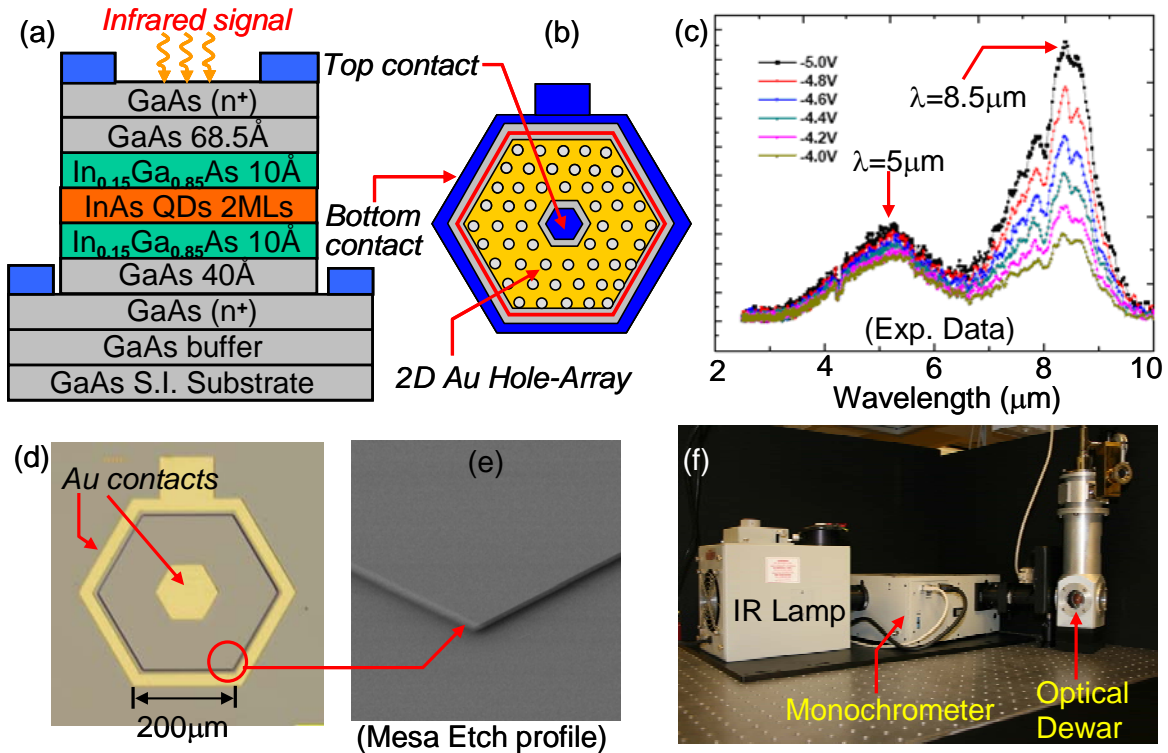 (a)
Infrared signal
GaAs (n⁺)
GaAs 68.5Å
In₀.₁₅Ga₀.₈₅As 10Å
InAs QDs 2MLs
In₀.₁₅Ga₀.₈₅As 10Å
GaAs 40Å
GaAs (n⁺)
GaAs buffer
GaAs S.I. Substrate
(b)
Top contact
Bottom
contact
2D Au Hole-Array
(c)
-5.0V
-4.8V
-4.6V
-4.4V
-4.2V
-4.0V
λ=8.5μm
λ=5μm
(Exp. Data)
2 4 6 8 10
Wavelength (μm)
(d)
Au contacts
200μm
(e)
(Mesa Etch profile)
(f)
IR Lamp
Monochrometer
Optical
Dewar